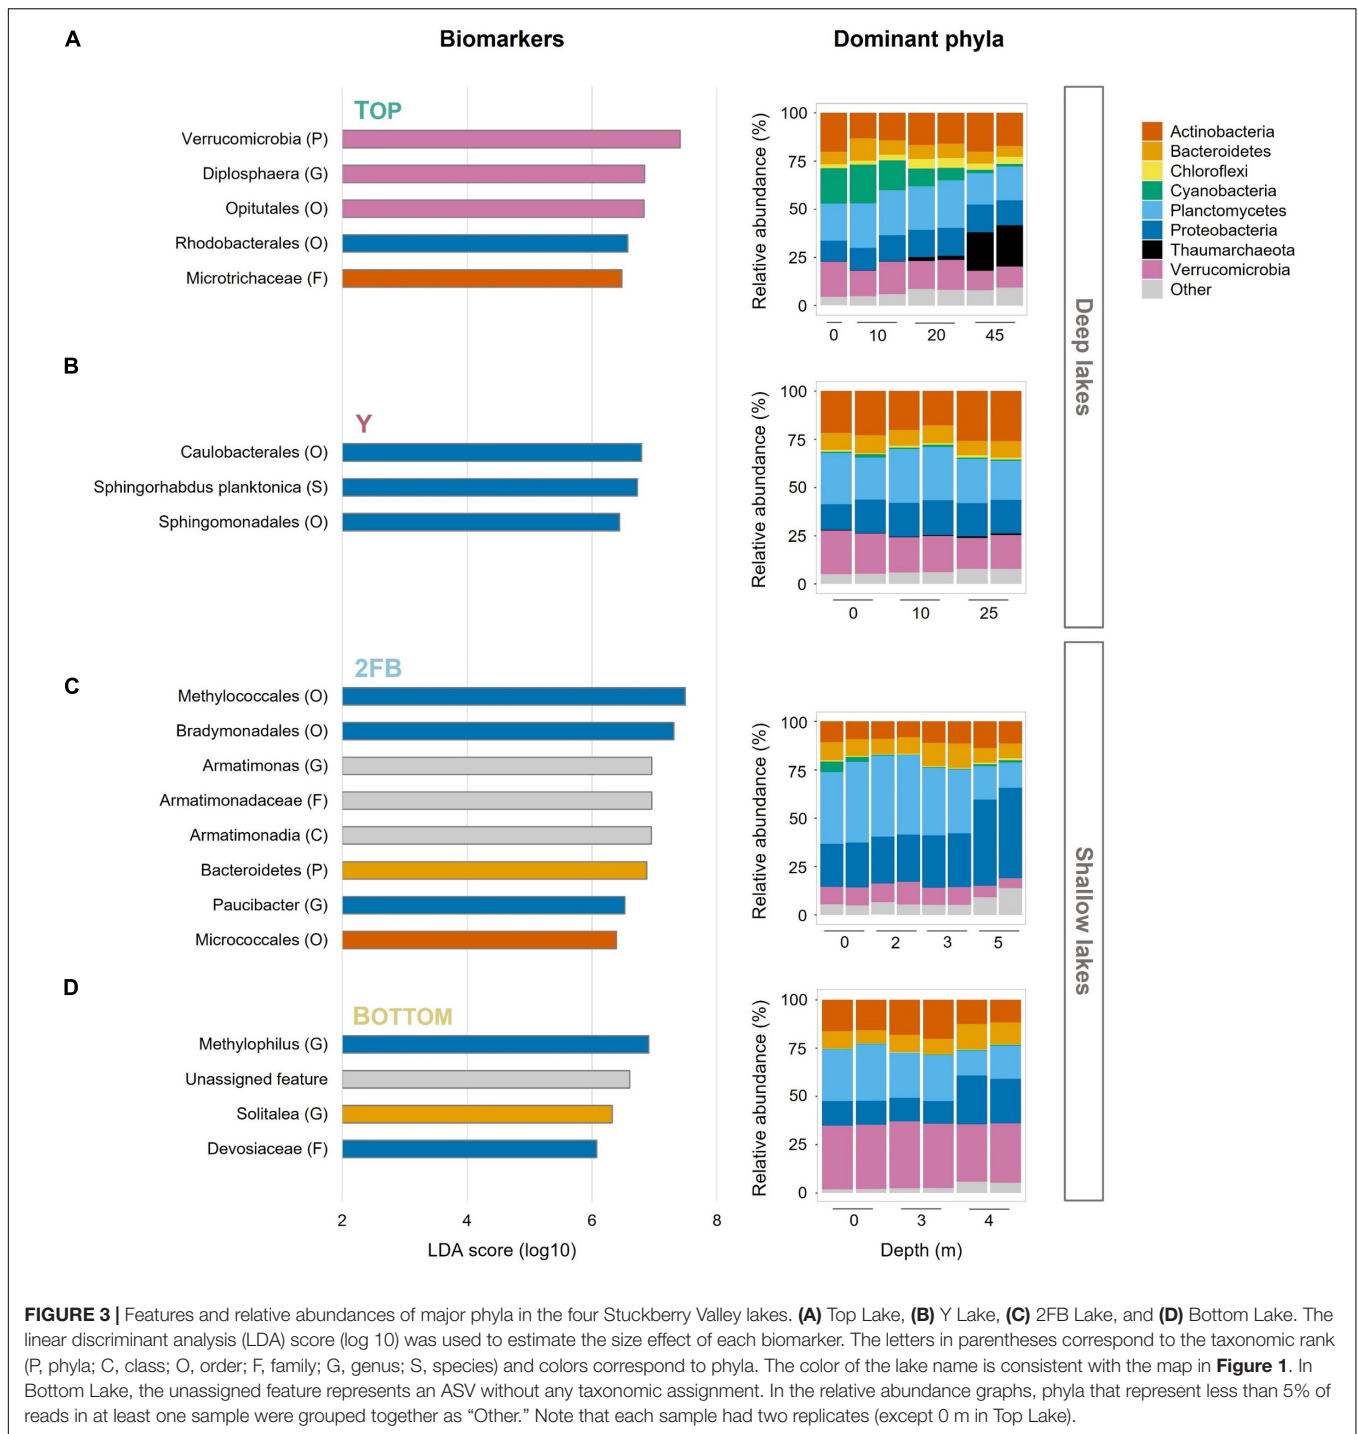 A
Biomarkers
Dominant phyla
TOP
Verrucomicrobia (P)
Diplosphaera (G)
Opitutales (O)
Rhodobacterales (O)
Microtrichaceae (F)
Relative abundance (%)
100
75
50
25
0
0 10 20 45
Actinobacteria
Bacteroidetes
Chloroflexi
Cyanobacteria
Planctomycetes
Proteobacteria
Thaumarchaeota
Verrucomicrobia
Other
Deep lakes
B
Y
Caulobacterales (O)
Sphingorhabdus planktonica (S)
Sphingomonadales (O)
Relative abundance (%)
100
75
50
25
0
0 10 25
C
2FB
Methylococcales (O)
Bradymonadales (O)
Armatimonas (G)
Armatimonadaceae (F)
Armatimonadia (C)
Bacteroidetes (P)
Paucibacter (G)
Micrococcales (O)
Relative abundance (%)
100
75
50
25
0
0 2 3 5
Shallow lakes
D
BOTTOM
Methylophilus (G)
Unassigned feature
Solitalea (G)
Devosiaceae (F)
2 4 6 8
LDA score (log10)
Relative abundance (%)
100
75
50
25
0
0 3 4
Depth (m)
FIGURE 3 | Features and relative abundances of major phyla in the four Stuckberry Valley lakes. (A) Top Lake, (B) Y Lake, (C) 2FB Lake, and (D) Bottom Lake. The
linear discriminant analysis (LDA) score (log 10) was used to estimate the size effect of each biomarker. The letters in parentheses correspond to the taxonomic rank
(P, phyla; C, class; O, order; F, family; G, genus; S, species) and colors correspond to phyla. The color of the lake name is consistent with the map in Figure 1. In
Bottom Lake, the unassigned feature represents an ASV without any taxonomic assignment. In the relative abundance graphs, phyla that represent less than 5% of
reads in at least one sample were grouped together as “Other.” Note that each sample had two replicates (except 0 m in Top Lake).